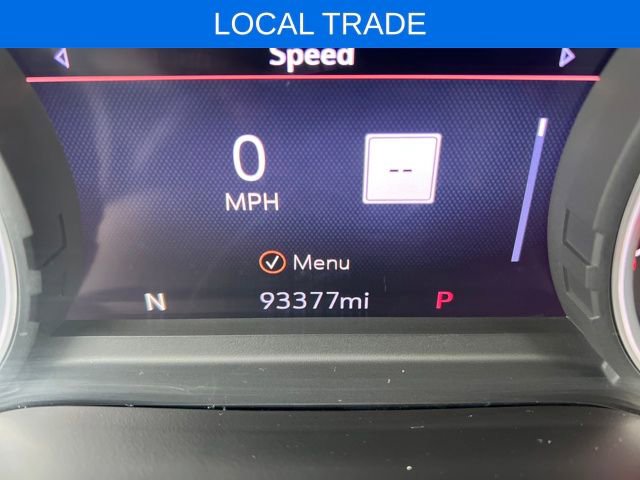 LOCAL TRADE
Speed
0
--
MPH
Menu
N 93377mi P